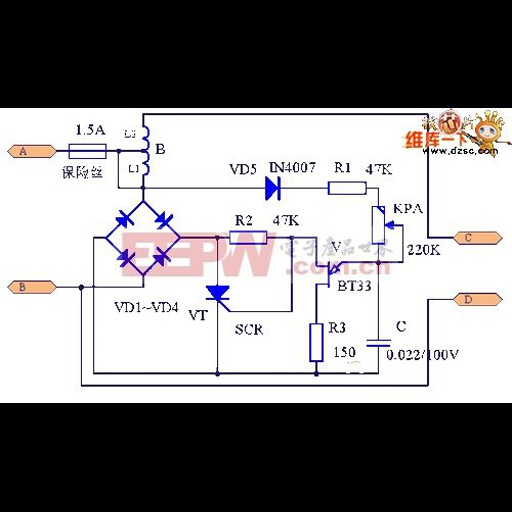 1.5A
L2
A
B
维库一下
www.dzsc.com
保险丝
L1
VD5
IN4007
R1
47K
KPA
R2
47K
EEPW
电子产品世界
.com.cn
V
220K
C
B
BT33
D
VD1~VD4
VT
SCR
R3
150
C
0.022/100V